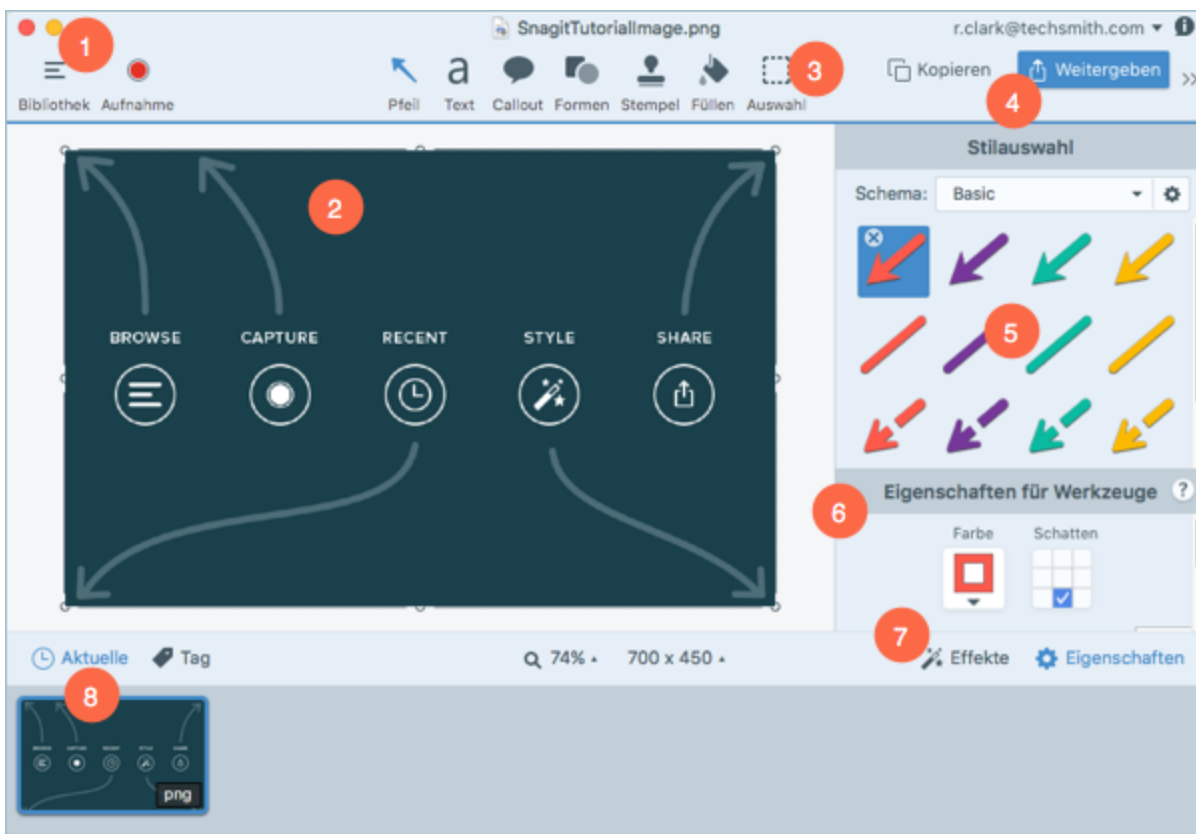 SnagitTutorialImage.png
r.clark@techsmith.com
1
3
Kopieren
Weitergeben
Bibliothek Aufnahme
Pfeil Text Callout Formen Stempel Füllen Auswahl
4
Stilauswahl
2
Schema: Basic
BROWSE CAPTURE RECENT STYLE SHARE
5
Eigenschaften für Werkzeuge ?
6
Farbe Schatten
7
Aktuelle Tag 74% 700 x 450 Effekte Eigenschaften
8
png